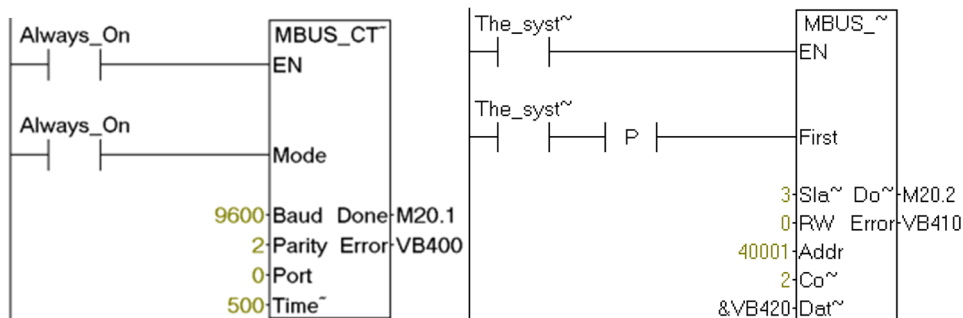 Always_On MBUS_CT~
EN
Always_On
Mode
9600 Baud Done M20.1
2 Parity Error VB400
0 Port
500 Time~
The_syst~ MBUS_~
EN
The_syst~
P First
3 Sla~ Do~ M20.2
0 RW Error VB410
40001 Addr
2 Co~
&VB420 Dat~